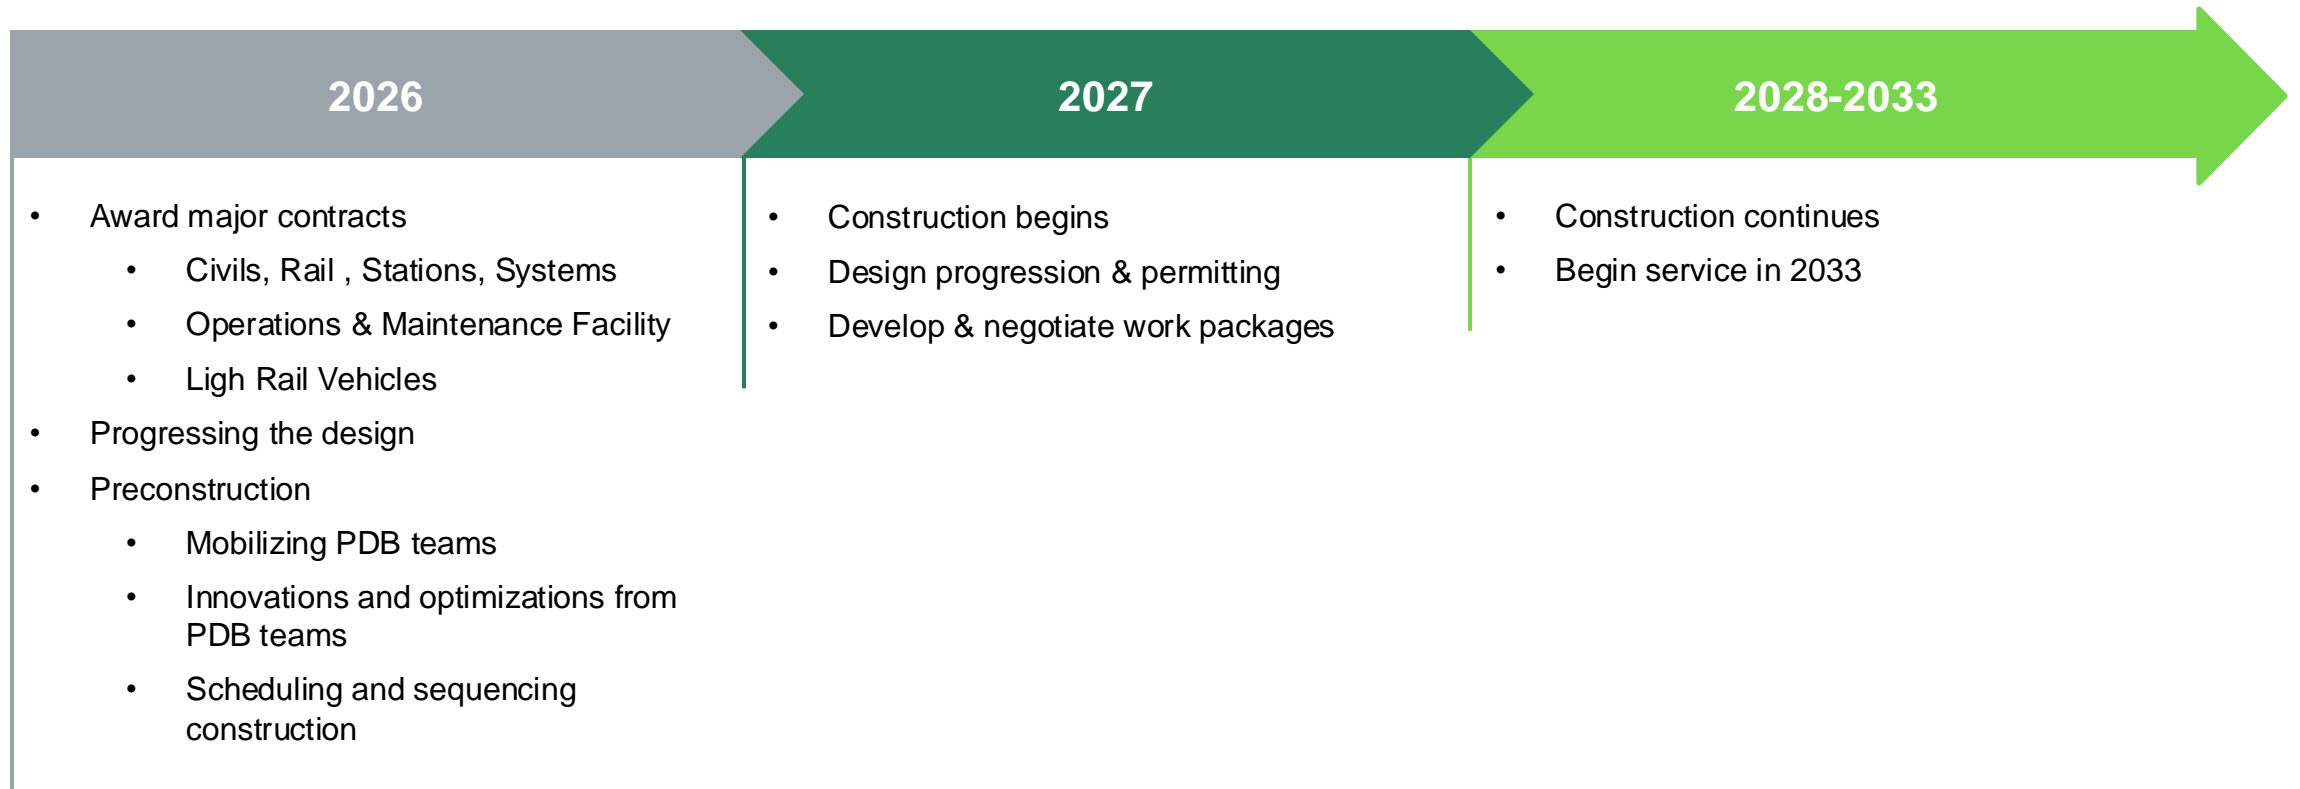 2026
2027
2028-2033
• Award major contracts
• Civils, Rail , Stations, Systems
• Operations & Maintenance Facility
• Ligh Rail Vehicles
• Progressing the design
• Preconstruction
• Mobilizing PDB teams
• Innovations and optimizations from
PDB teams
• Scheduling and sequencing
construction
• Construction begins
• Design progression & permitting
• Develop & negotiate work packages
• Construction continues
• Begin service in 2033